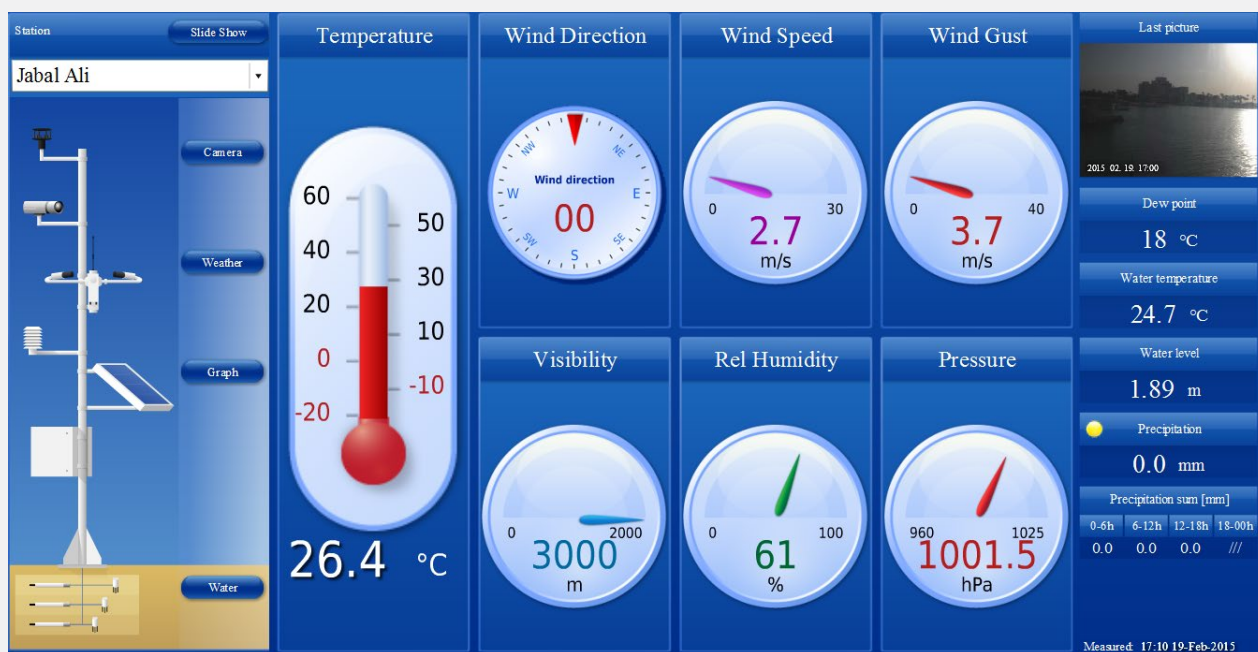 Station
Slide Show
Jabal Ali
Camera
Weather
Graph
Water
Temperature
60
50
40
30
20
10
0
-10
-20
26.4 °C
Wind Direction
NW
NE
Wind direction
W
E
00
SW
SE
S
Wind Speed
0 30
2.7
m/s
Wind Gust
0 40
3.7
m/s
Visibility
0 2000
3000
m
Rel Humidity
0 100
61
%
Pressure
960 1025
1001.5
hPa
Last picture
2015 02. 19. 17:00
Dew point
18 °C
Water temperature
24.7 °C
Water level
1.89 m
Precipitation
0.0 mm
Precipitation sum [mm]
0-6h 6-12h 12-18h 18-00h
0.0 0.0 0.0 ///
Measured: 17:10 19-Feb-2015